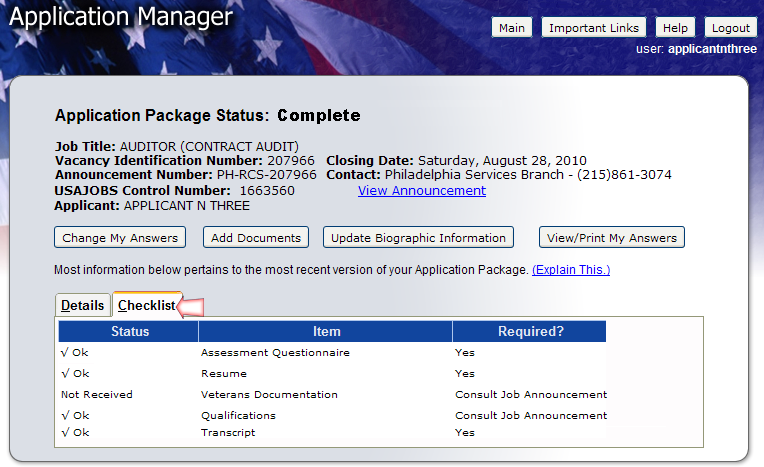 Application Manager
Main Important Links Help Logout
user: applicantnthree
Application Package Status: Complete
Job Title: AUDITOR (CONTRACT AUDIT)
Vacancy Identification Number: 207966 Closing Date: Saturday, August 28, 2010
Announcement Number: PH-RCS-207966 Contact: Philadelphia Services Branch - (215)861-3074
USAJOBS Control Number: 1663560 View Announcement
Applicant: APPLICANT N THREE
Change My Answers Add Documents Update Biographic Information View/Print My Answers
Most information below pertains to the most recent version of your Application Package. (Explain This.)
Details Checklist
Status Item Required?
√ Ok Assessment Questionnaire Yes
√ Ok Resume Yes
Not Received Veterans Documentation Consult Job Announcement
√ Ok Qualifications Consult Job Announcement
√ Ok Transcript Yes